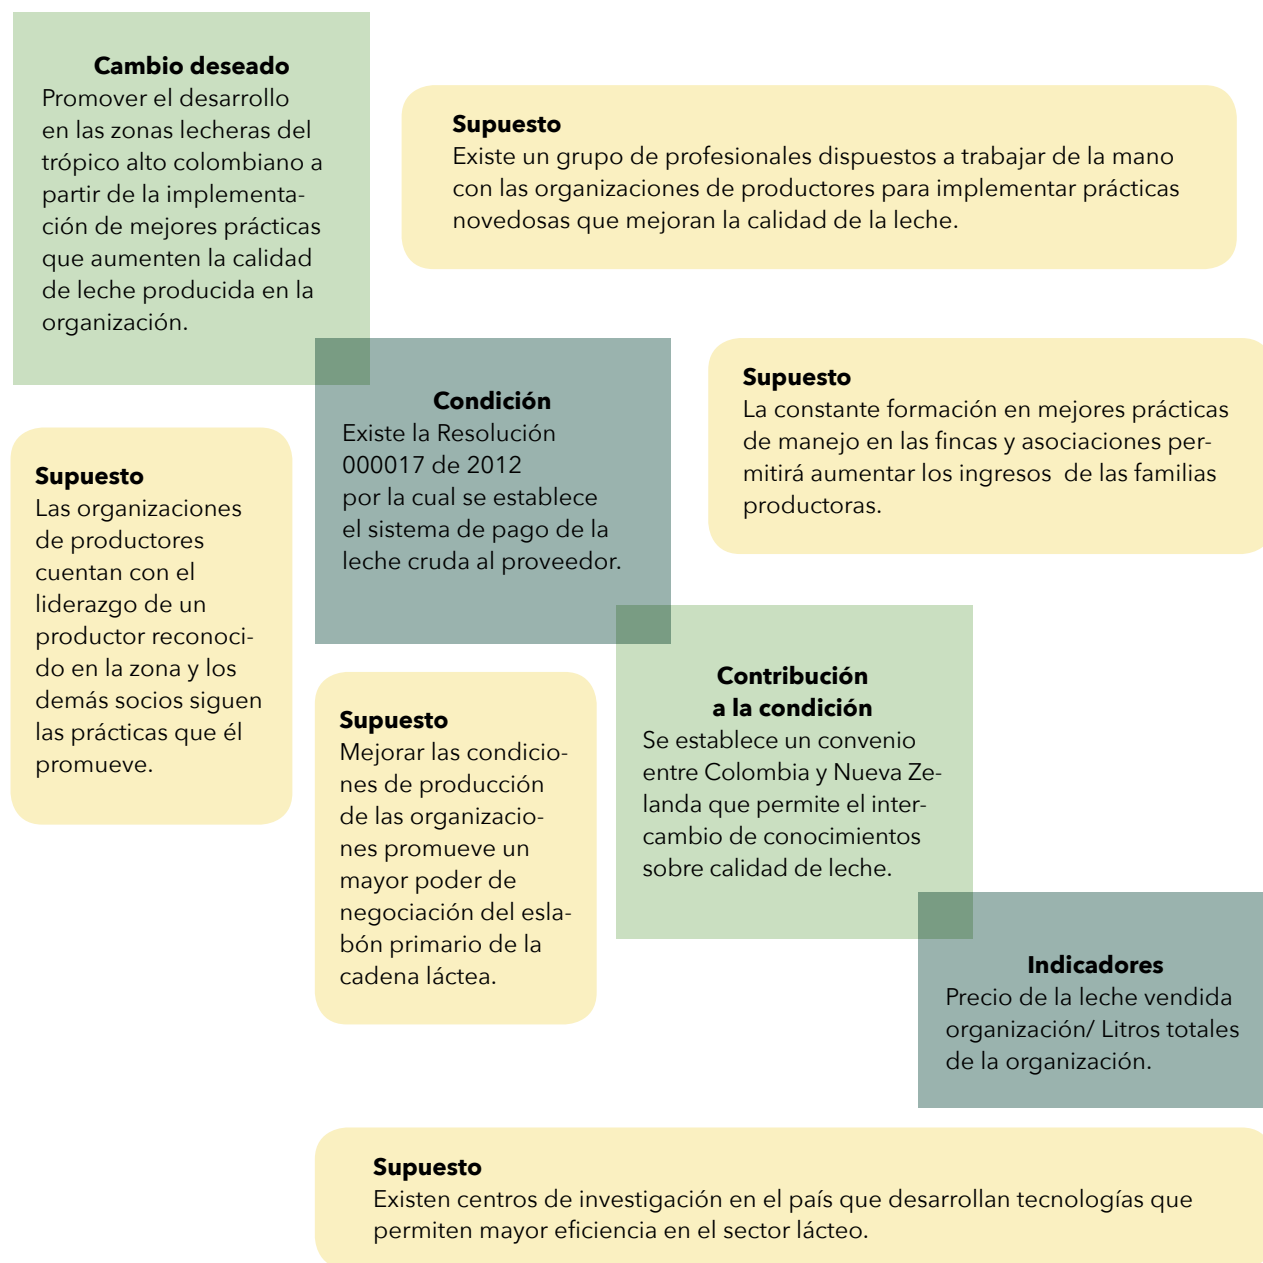 Cambio deseado
Promover el desarrollo
en las zonas lecheras del
trópico alto colombiano a
partir de la implementa-
ción de mejores prácticas
que aumenten la calidad
de leche producida en la
organización.
Supuesto
Existe un grupo de profesionales dispuestos a trabajar de la mano
con las organizaciones de productores para implementar prácticas
novedosas que mejoran la calidad de la leche.
Condición
Existe la Resolución
000017 de 2012
por la cual se establece
el sistema de pago de la
leche cruda al proveedor.
Supuesto
La constante formación en mejores prácticas
de manejo en las fincas y asociaciones per-
mitirá aumentar los ingresos de las familias
productoras.
Supuesto
Las organizaciones
de productores
cuentan con el
liderazgo de un
productor reconoci-
do en la zona y los
demás socios siguen
las prácticas que él
promueve.
Supuesto
Mejorar las condicio-
nes de producción
de las organizacio-
nes promueve un
mayor poder de
negociación del esla-
bón primario de la
cadena láctea.
Contribución
a la condición
Se establece un convenio
entre Colombia y Nueva Ze-
landa que permite el inter-
cambio de conocimientos
sobre calidad de leche.
Indicadores
Precio de la leche vendida
organización/ Litros totales
de la organización.
Supuesto
Existen centros de investigación en el país que desarrollan tecnologías que
permiten mayor eficiencia en el sector lácteo.